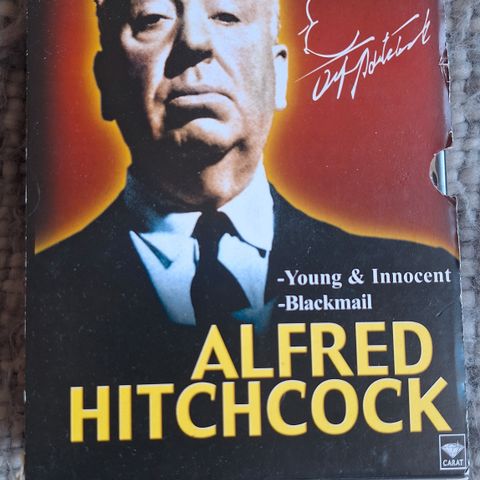 -Young & Innocent
-Blackmail
ALFRED
HITCHCOCK
CARAT